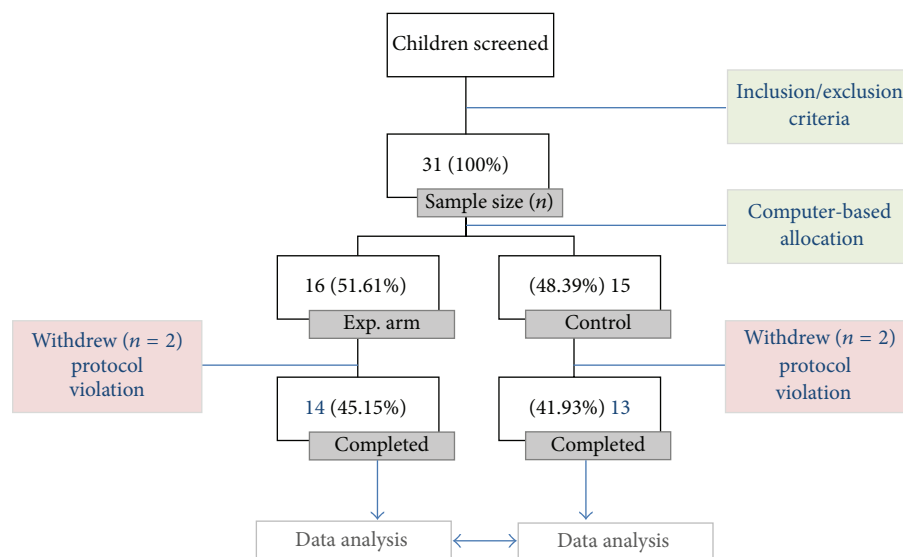 Children screened
Inclusion/exclusion
criteria
31 (100%)
Sample size (n)
Computer-based
allocation
16 (51.61%)
Exp. arm
(48.39%) 15
Control
Withdrew (n = 2)
protocol
violation
Withdrew (n = 2)
protocol
violation
14 (45.15%)
Completed
(41.93%) 13
Completed
Data analysis
Data analysis